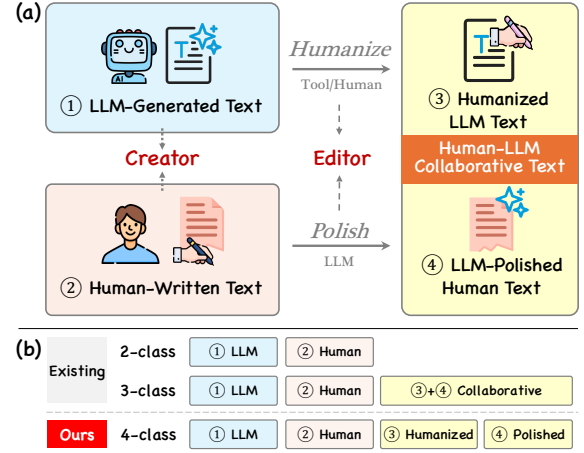 (a)
AI
T
① LLM-Generated Text
Humanize
Tool/Human
T
③ Humanized
LLM Text
Creator
Editor
Human-LLM
Collaborative Text
② Human-Written Text
Polish
LLM
④ LLM-Polished
Human Text
(b)
Existing
2-class
① LLM
② Human
3-class
① LLM
② Human
③+④ Collaborative
Ours
4-class
① LLM
② Human
③ Humanized
④ Polished